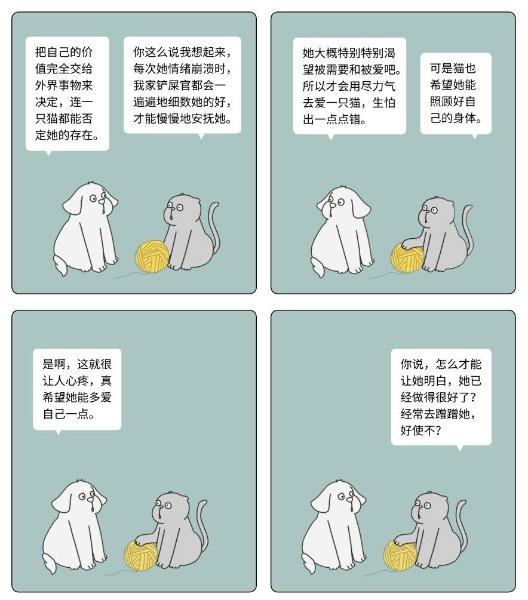 把自己的价
值完全交给
外界事物来
决定，连一
只猫都能否
定她的存在。
你这么说我想起来，
每次她情绪崩溃时，
我家铲屎官都会一
遍遍地细数她的好，
才能慢慢地安抚她。
她大概特别特别渴
望被需要和被爱吧。
所以才会用尽力气
去爱一只猫，生怕
出一点点错。
可是猫也
希望她能
照顾好自
己的身体。
是啊，这就很
让人心疼，真
希望她能多爱
自己一点。
你说，怎么才能
让她明白，她已
经做得很好了？
经常去蹭蹭她，
好使不？